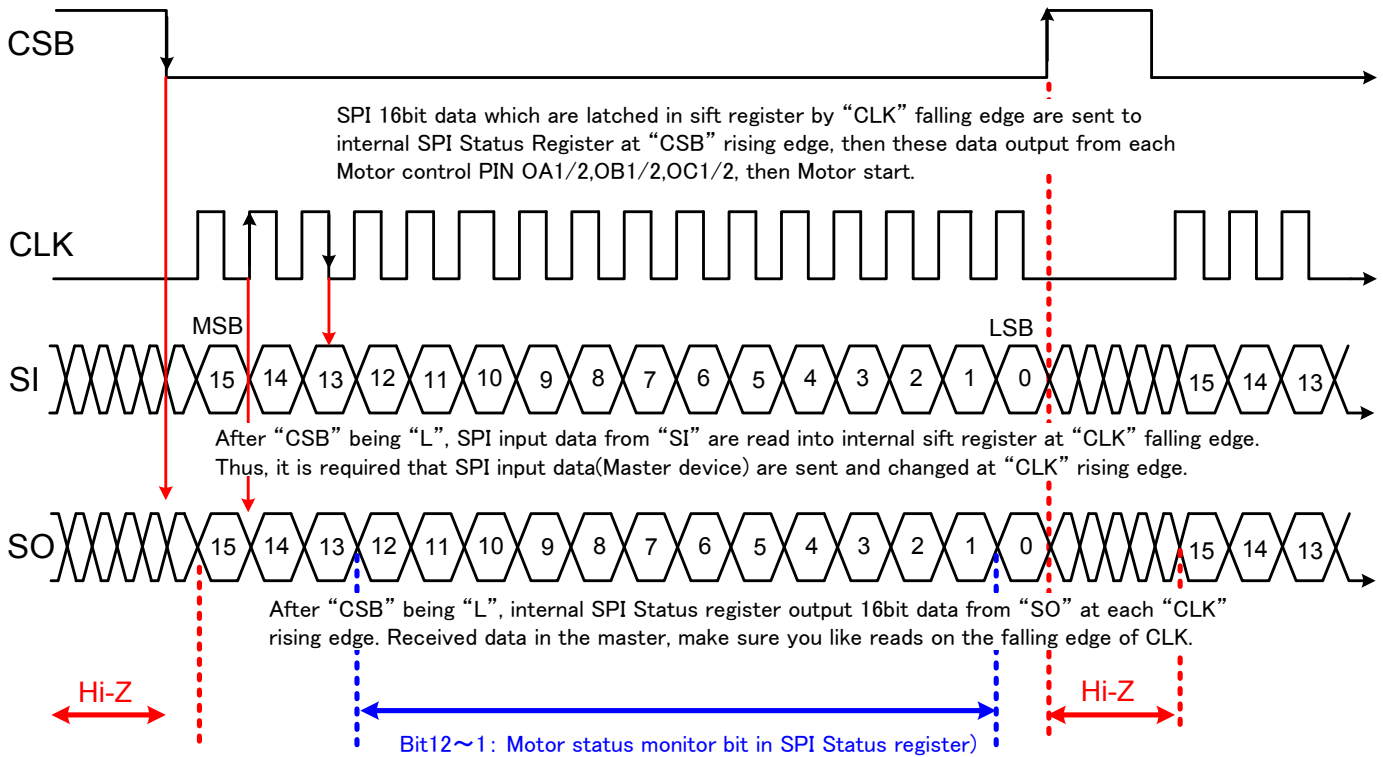 CSB
SPI 16bit data which are latched in sift register by “CLK” falling edge are sent to
internal SPI Status Register at “CSB” rising edge, then these data output from each
Motor control PIN OA1/2,OB1/2,OC1/2, then Motor start.
CLK
MSB
LSB
SI
15 14 13 12 11 10 9 8 7 6 5 4 3 2 1 0 15 14 13
After “CSB” being “L”, SPI input data from “SI” are read into internal sift register at “CLK” falling edge.
Thus, it is required that SPI input data(Master device) are sent and changed at “CLK” rising edge.
SO
15 14 13 12 11 10 9 8 7 6 5 4 3 2 1 0 15 14 13
After “CSB” being “L”, internal SPI Status register output 16bit data from “SO” at each “CLK”
rising edge. Received data in the master, make sure you like reads on the falling edge of CLK.
Hi-Z
Hi-Z
Bit12～1: Motor status monitor bit in SPI Status register)